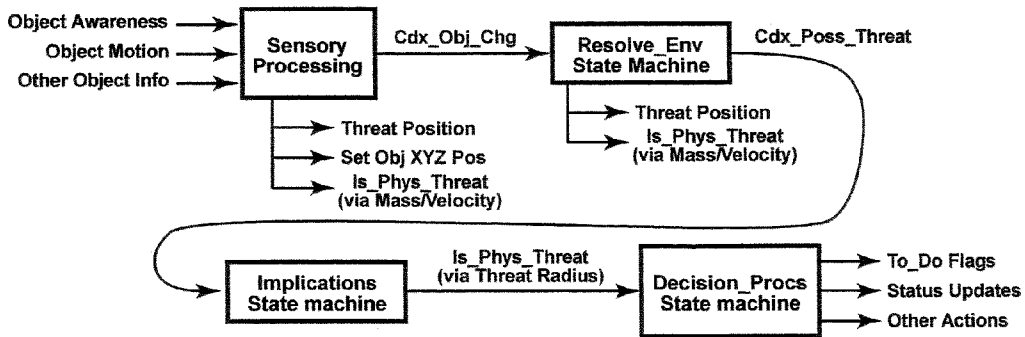 Object Awareness
Object Motion
Other Object Info
Sensory
Processing
Cdx_Obj_Chg
Resolve_Env
State Machine
Cdx_Poss_Threat
Threat Position
Set Obj XYZ Pos
Is_Phys_Threat
(via Mass/Velocity)
Threat Position
Is_Phys_Threat
(via Mass/Velocity)
Implications
State machine
Is_Phys_Threat
(via Threat Radius)
Decision_Procs
State machine
To_Do Flags
Status Updates
Other Actions